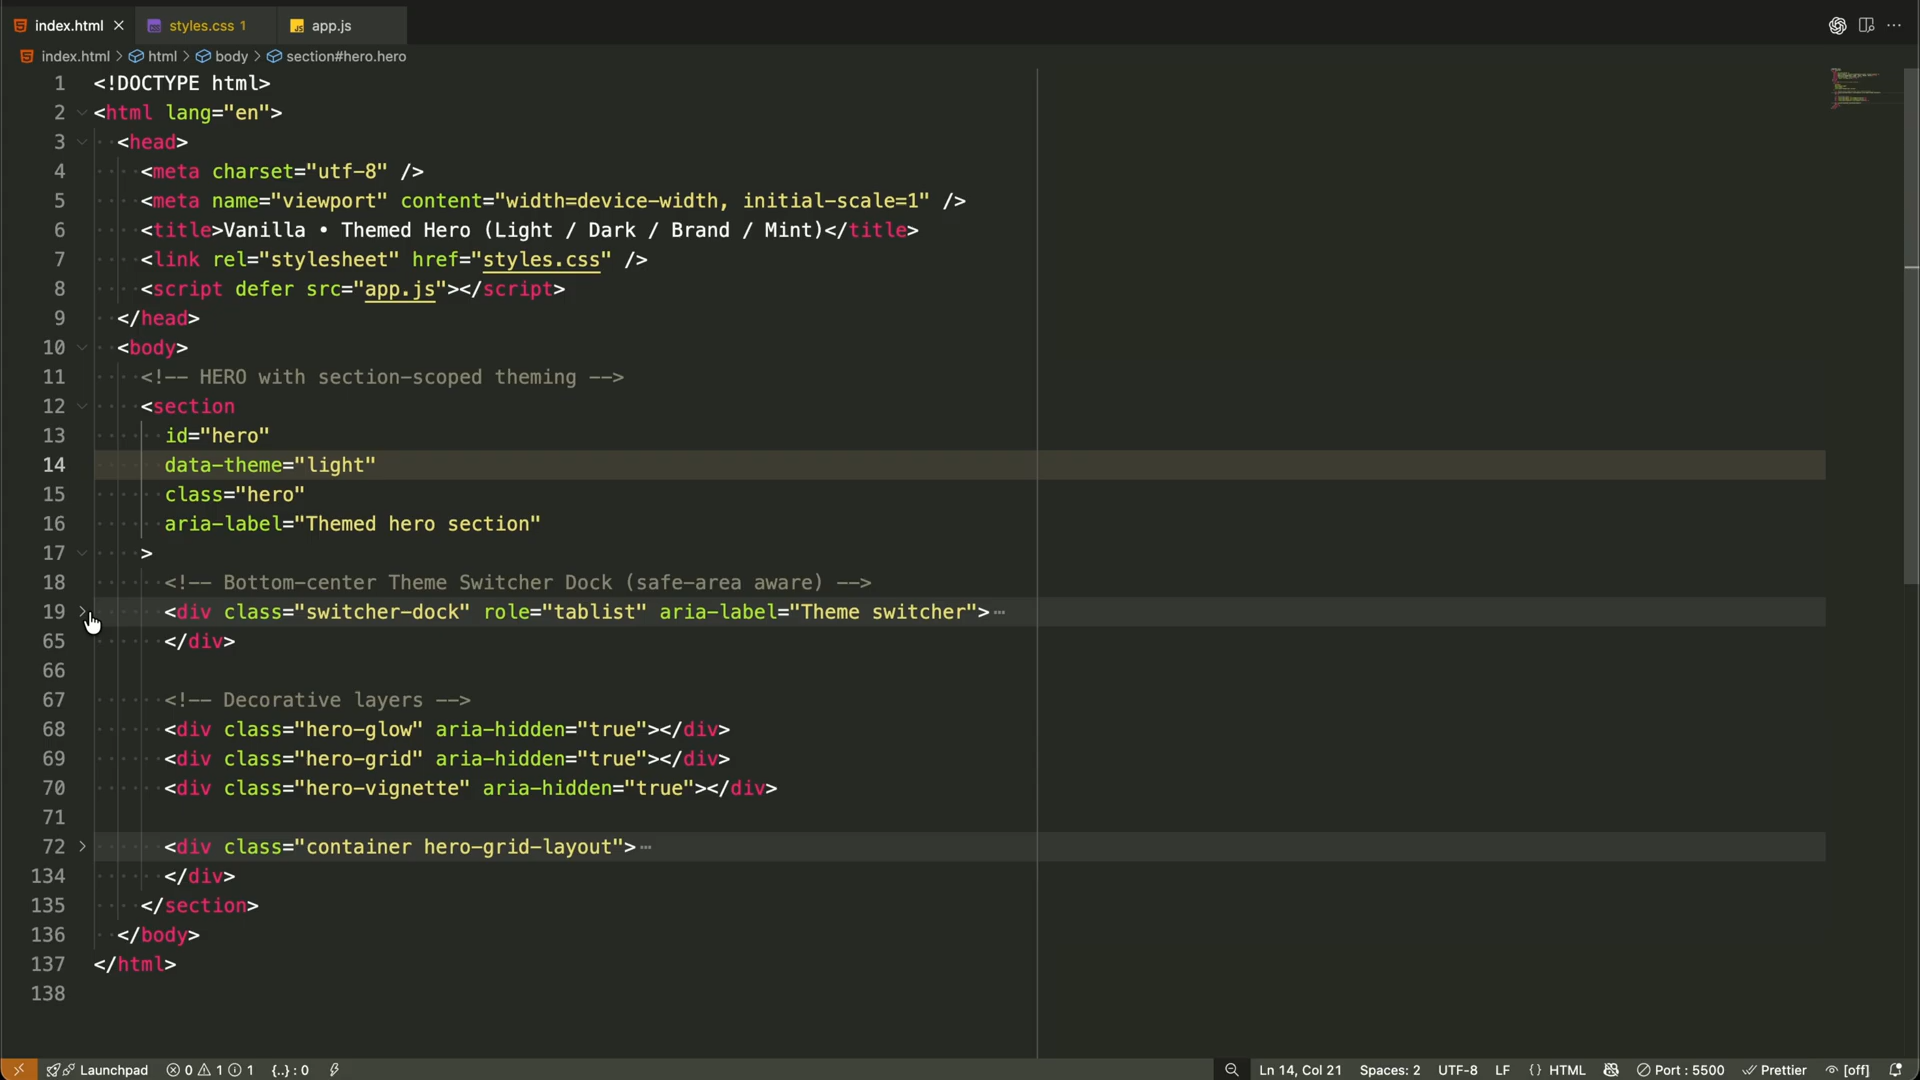 index.html
styles.css 1
app.js
index.html > html > body > section#hero.hero
1 <!DOCTYPE html>
2 <html lang="en">
3 <head>
4 <meta charset="utf-8" />
5 <meta name="viewport" content="width=device-width, initial-scale=1" />
6 <title>Vanilla • Themed Hero (Light / Dark / Brand / Mint)</title>
7 <link rel="stylesheet" href="styles.css" />
8 <script defer src="app.js"></script>
9 </head>
10 <body>
11 <!-- HERO with section-scoped theming -->
12 <section
13 id="hero"
14 data-theme="light"
15 class="hero"
16 aria-label="Themed hero section"
17 >
18 <!-- Bottom-center Theme Switcher Dock (safe-area aware) -->
19 <div class="switcher-dock" role="tablist" aria-label="Theme switcher">⋯
65 </div>
66
67 <!-- Decorative layers -->
68 <div class="hero-glow" aria-hidden="true"></div>
69 <div class="hero-grid" aria-hidden="true"></div>
70 <div class="hero-vignette" aria-hidden="true"></div>
71
72 <div class="container hero-grid-layout">⋯
134 </div>
135 </section>
136 </body>
137 </html>
138
Launchpad 0 1 1 {..} : 0 Ln 14, Col 21 Spaces: 2 UTF-8 LF {} HTML Port : 5500 Prettier [off]